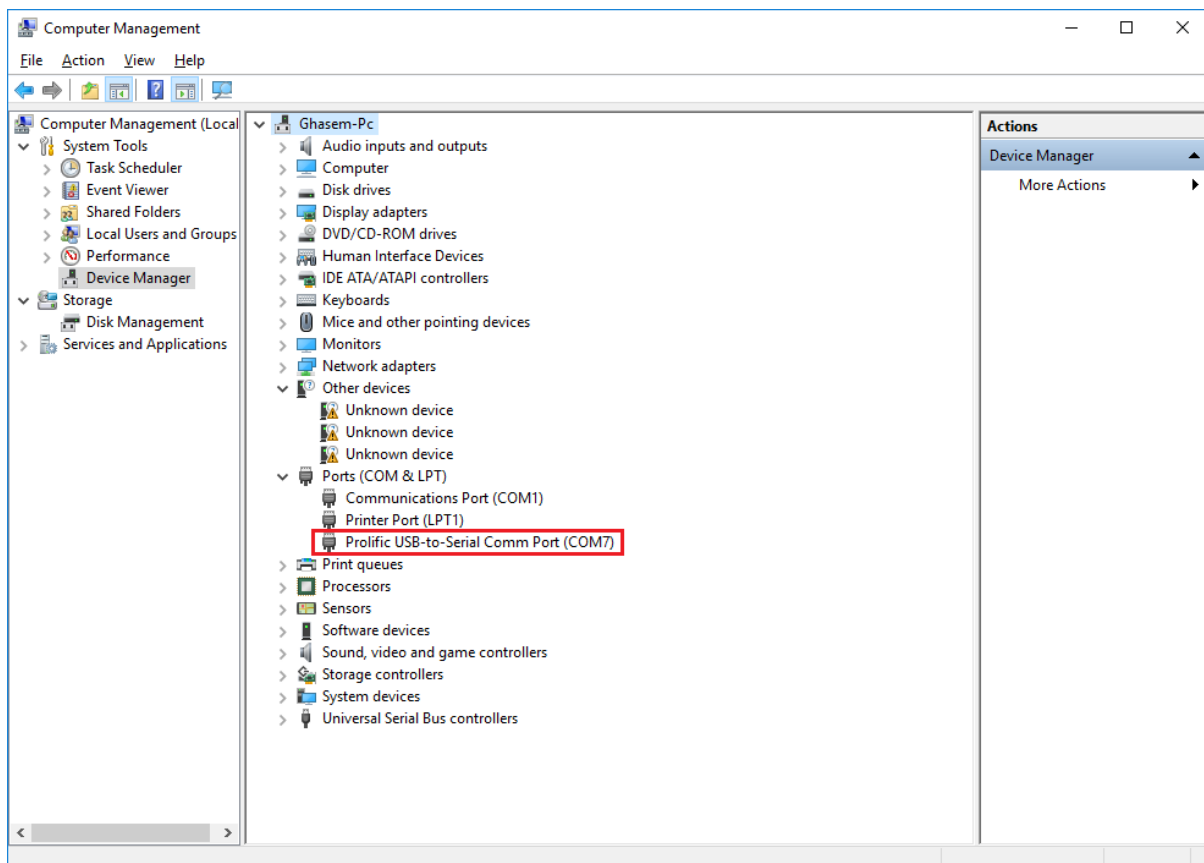 Computer Management
File Action View Help
Computer Management (Local
System Tools
Task Scheduler
Event Viewer
Shared Folders
Local Users and Groups
Performance
Device Manager
Storage
Disk Management
Services and Applications
Ghasem-Pc
Audio inputs and outputs
Computer
Disk drives
Display adapters
DVD/CD-ROM drives
Human Interface Devices
IDE ATA/ATAPI controllers
Keyboards
Mice and other pointing devices
Monitors
Network adapters
Other devices
Unknown device
Unknown device
Unknown device
Ports (COM & LPT)
Communications Port (COM1)
Printer Port (LPT1)
Prolific USB-to-Serial Comm Port (COM7)
Print queues
Processors
Sensors
Software devices
Sound, video and game controllers
Storage controllers
System devices
Universal Serial Bus controllers
Actions
Device Manager
More Actions